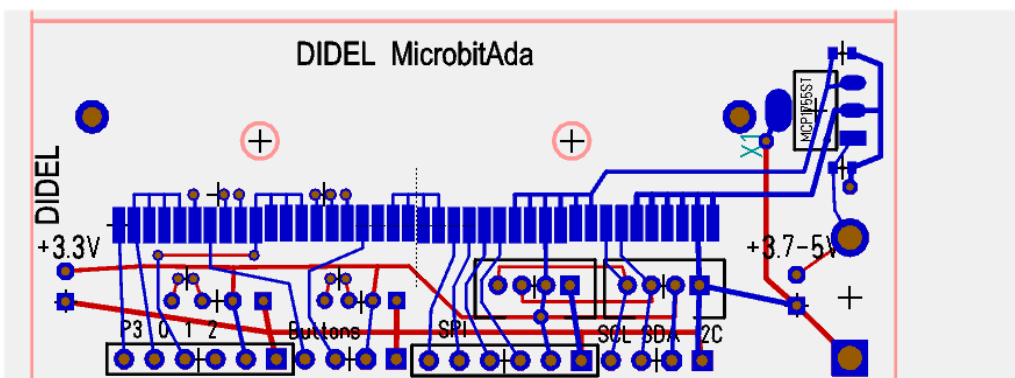 DIDEL MicrobitAda
MCP1755ST
X1
DIDEL
+3.3V
+3.7-5V
P3 0 1 2
Buttons
SPI
SCL SDA I2C